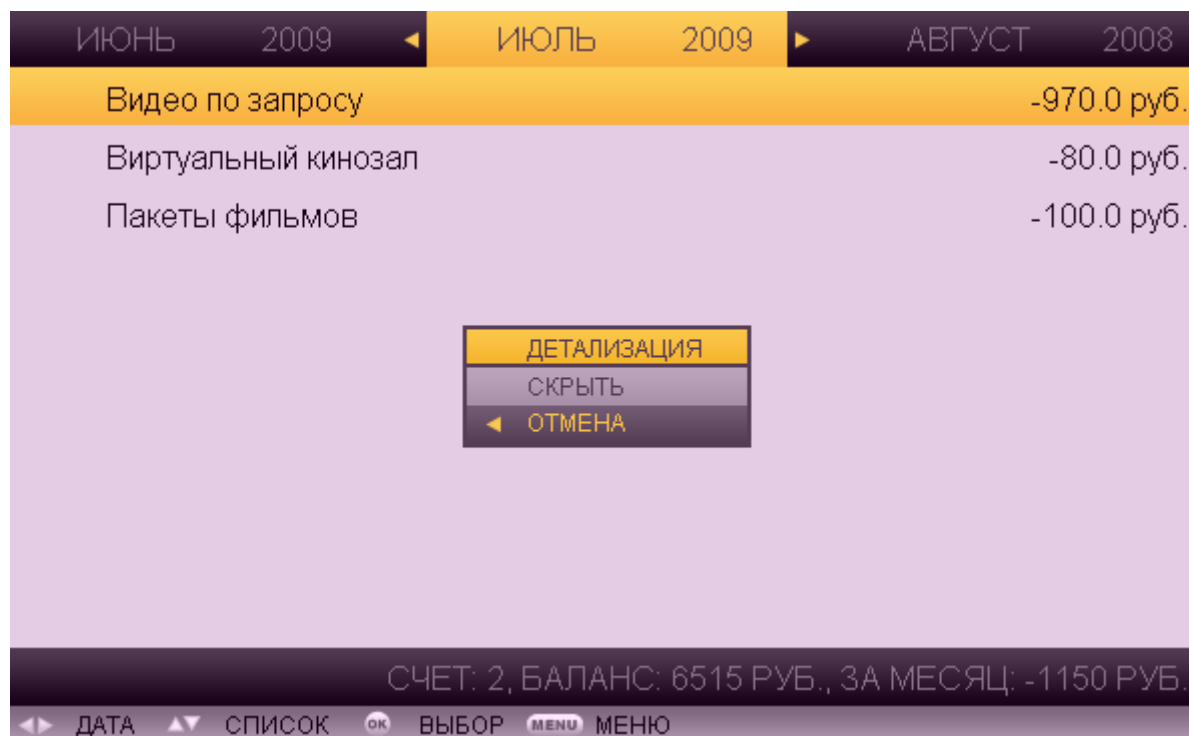 ИЮНЬ 2009 ИЮЛЬ 2009 АВГУСТ 2008
Видео по запросу -970.0 руб.
Виртуальный кинозал -80.0 руб.
Пакеты фильмов -100.0 руб.
ДЕТАЛИЗАЦИЯ
СКРЫТЬ
ОТМЕНА
СЧЕТ: 2, БАЛАНС: 6515 РУБ., ЗА МЕСЯЦ: -1150 РУБ.
ДАТА СПИСОК OK ВЫБОР MENU МЕНЮ